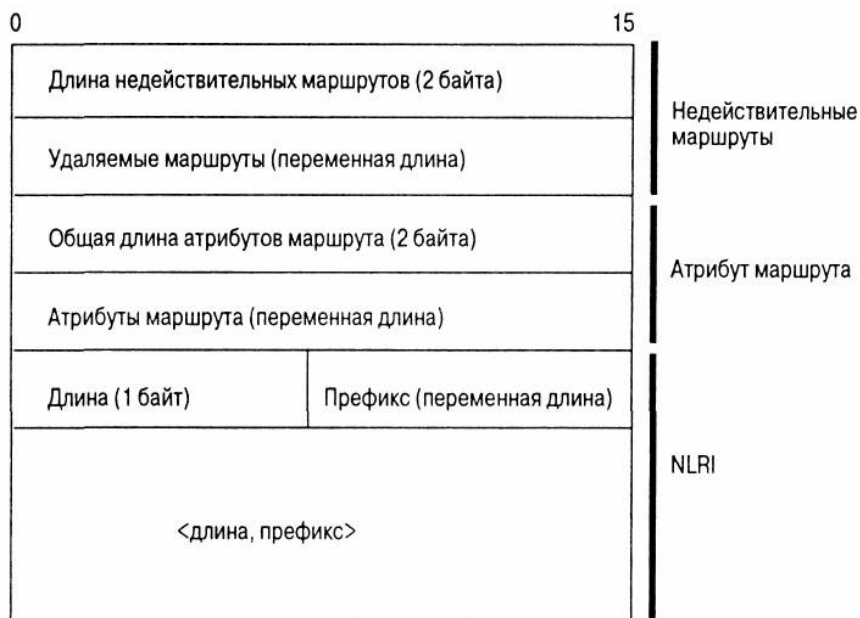 0 15
Длина недействительных маршрутов (2 байта)
Удаляемые маршруты (переменная длина)
Недействительные
маршруты
Общая длина атрибутов маршрута (2 байта)
Атрибуты маршрута (переменная длина)
Атрибут маршрута
Длина (1 байт)
Префикс (переменная длина)
<длина, префикс>
NLRI